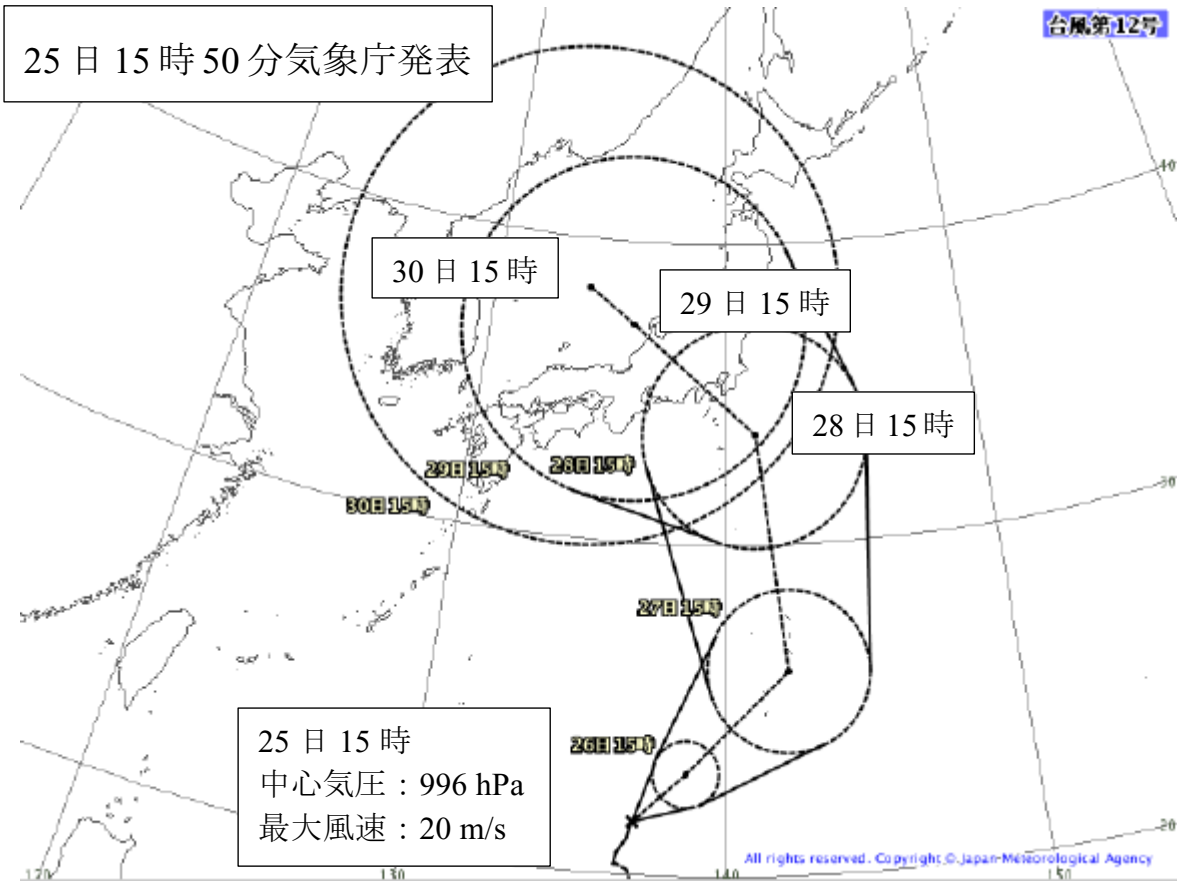 台風第12号
25日15時50分気象庁発表
40
30日15時
29日15時
28日15時
29日15時
28日15時
30日15時
30
27日15時
26日15時
25日15時
中心気圧：996 hPa
最大風速：20 m/s
20
All rights reserved. Copyright ©. Japan Meteorological Agency
120
130
140
150